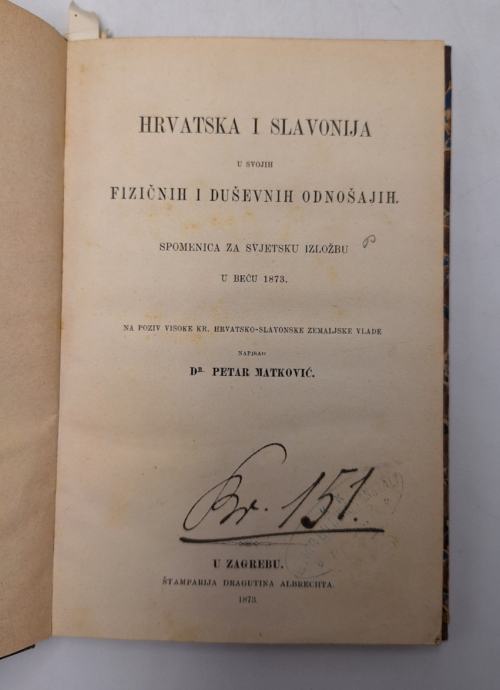 HRVATSKA I SLAVONIJA
U SVOJIH
FIZIČNIH I DUŠEVNIH ODNOŠAJIH.
SPOMENICA ZA SVJETSKU IZLOŽBU
U BEČU 1873.
NA POZIV VISOKE KR. HRVATSKO-SLAVONSKE ZEMALJSKE VLADE
NAPISAO
DR. PETAR MATKOVIĆ.
Kr. 151.
U ZAGREBU.
ŠTAMPARIJA DRAGUTINA ALBRECHTA.
1873.